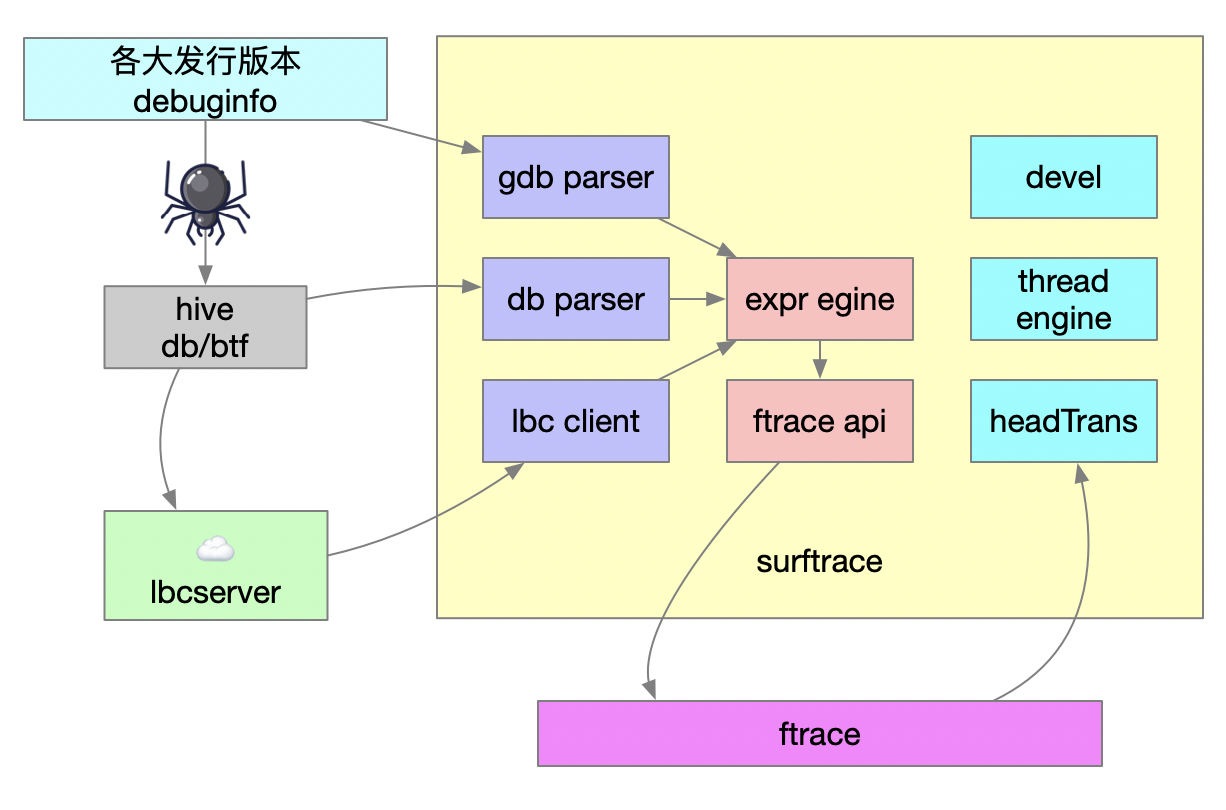 各大发行版本
debuginfo
gdb parser
devel
hive
db/btf
db parser
expr egine
thread
engine
lbc client
ftrace api
headTrans
lbcserver
surftrace
ftrace